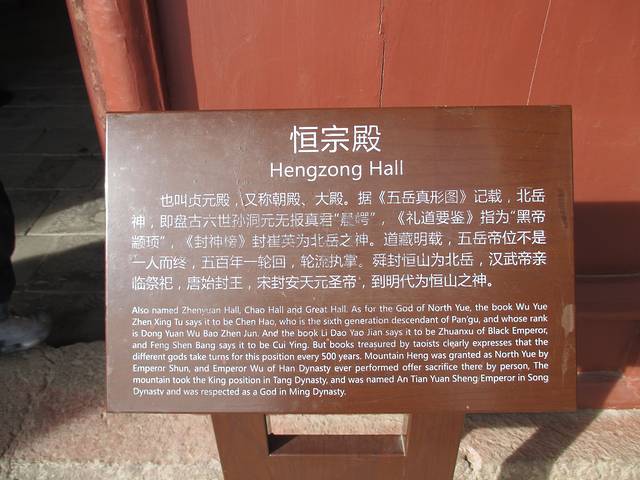 恒宗殿
Hengzong Hall
也叫贞元殿，又称朝殿、大殿。据《五岳真形图》记载，北岳
神，即盘古六世孙洞元无报真君“晨愕”，《礼道要鉴》指为“黑帝
颛顼”，《封神榜》封崔英为北岳之神。道藏明载，五岳帝位不是
一人而终，五百年一轮回，轮流执掌。舜封恒山为北岳，汉武帝亲
临祭祀，唐始封王，宋封安天元圣帝，到明代为恒山之神。
Also named Zhenyuan Hall, Chao Hall and Great Hall. As for the God of North Yue, the book Wu Yue
Zhen Xing Tu says it to be Chen Hao, who is the sixth generation descendant of Pan'gu, and whose rank
is Dong Yuan Wu Bao Zhen Jun. And the book Li Dao Yao Jian says it to be Zhuanxu of Black Emperor,
and Feng Shen Bang says it to be Cui Ying. But books treasured by taoists clearly expresses that the
different gods take turns for this position every 500 years. Mountain Heng was granted as North Yue by
Emperor Shun, and Emperor Wu of Han Dynasty ever performed offer sacrifice there by person, The
mountain took the King position in Tang Dynasty, and was named An Tian Yuan Sheng Emperor in Song
Dynasty and was respected as a God in Ming Dynasty.